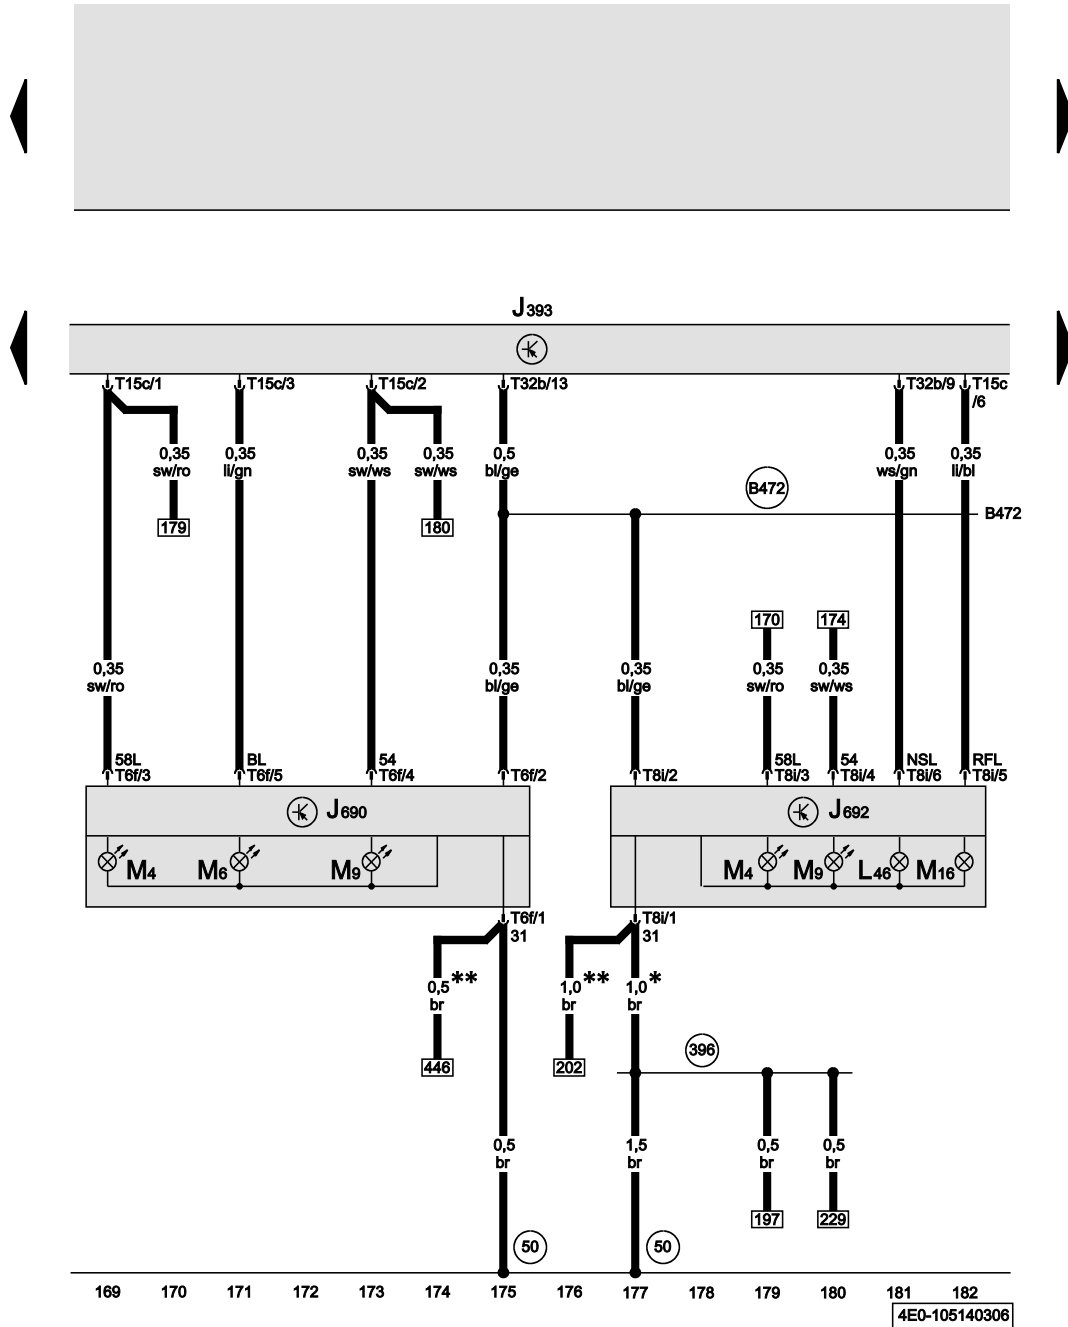 J393
T15c/1 T15c/3 T15c/2 T32b/13 T32b/9 T15c
/6
0,35 0,35 0,35 0,35 0,5 0,35 0,35
sw/ro li/gn sw/ws sw/ws bl/ge ws/gn li/bl
B472
B472
179 180
170 174
0,35 0,35 0,35 0,35 0,35
sw/ro bl/ge bl/ge sw/ro sw/ws
58L BL 54 58L 54 NSL RFL
T6f/3 T6f/5 T6f/4 T6f/2 T8i/2 T8i/3 T8i/4 T8i/6 T8i/5
J690 J692
M4 M6 M9 M4 M9 L46 M16
T6f/1 T8i/1
31 31
** ** *
0,5 1,0 1,0
br br br
396
446 202
0,5 1,5 0,5 0,5
br br br br
197 229
50 50
169 170 171 172 173 174 175 176 177 178 179 180 181 182
4E0-105140306